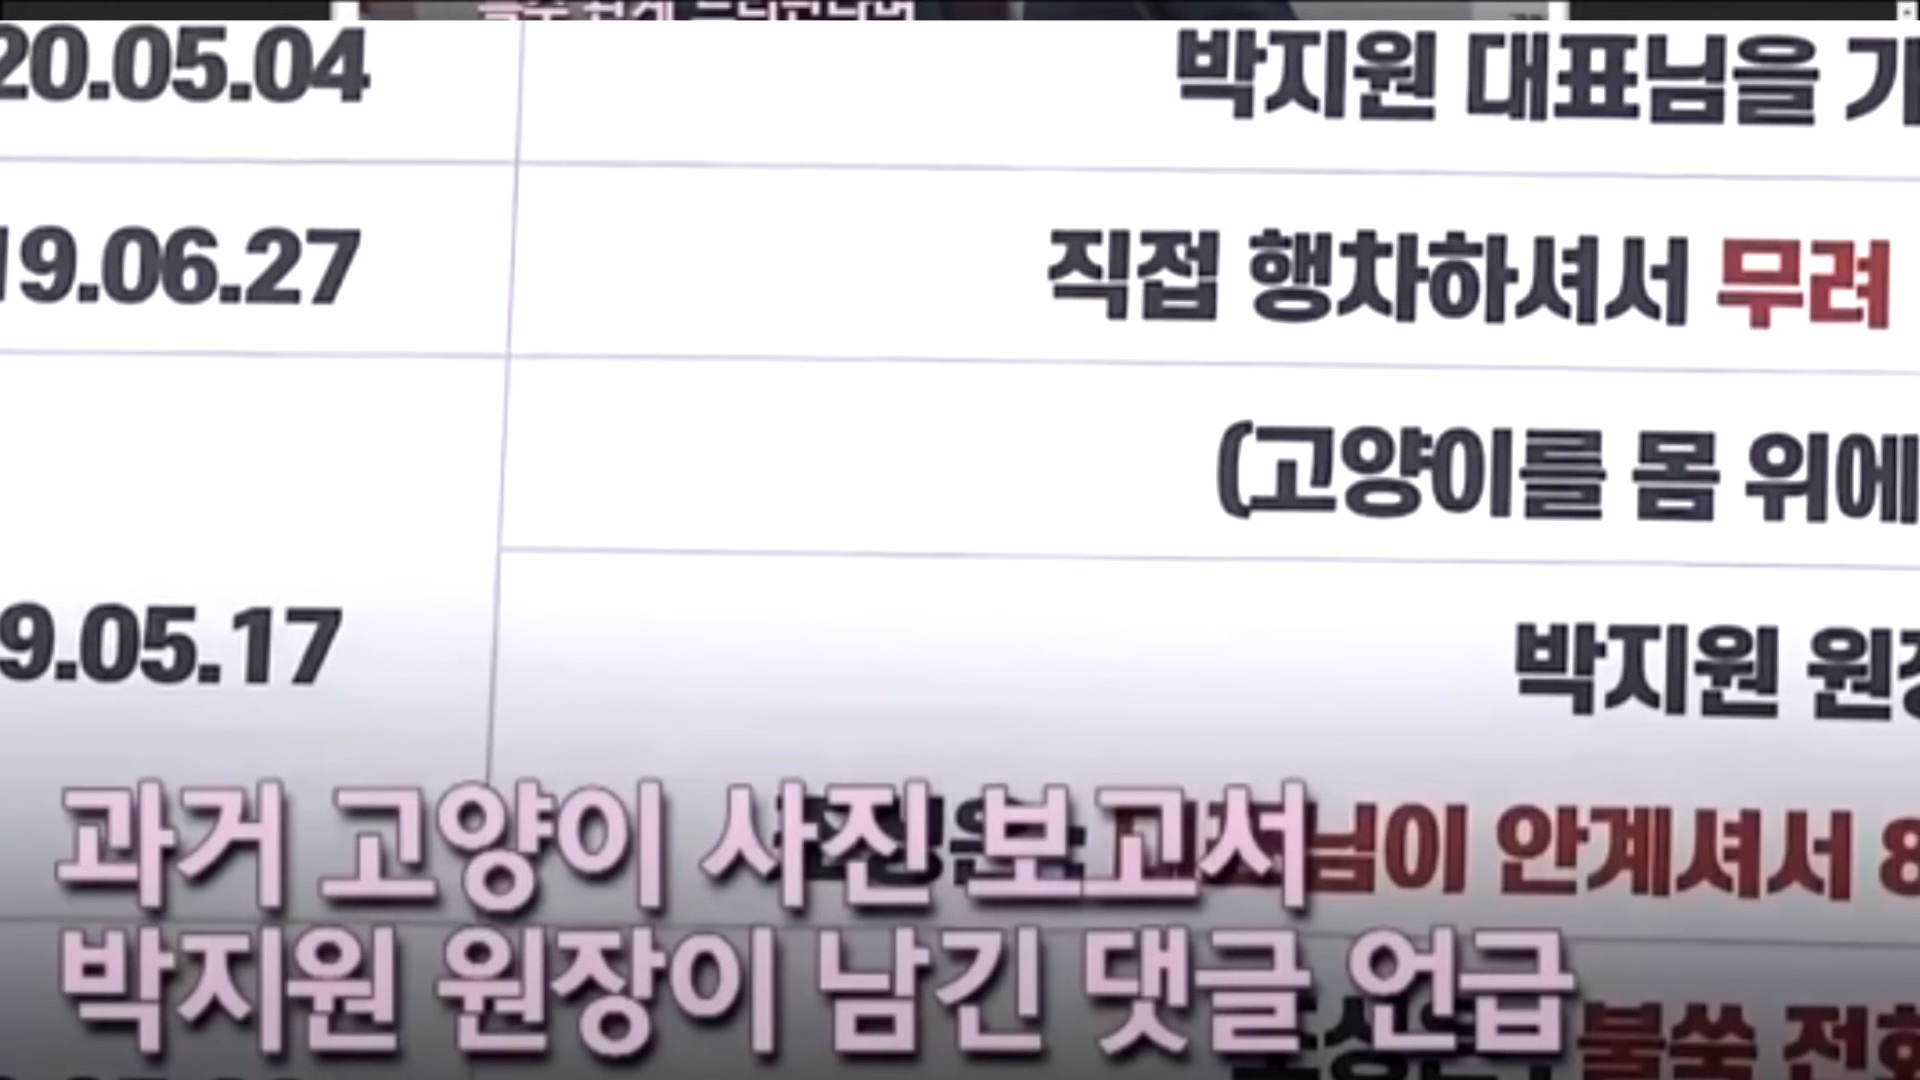 20.05.04 박지원 대표님을
19.06.27 직접 행차하셔서 무려
(고양이를 몸 위에
9.05.17 박지원
님이 안계셔서
과거 고양이 사진 보고서
박지원 원장이 남긴 댓글 언급
불쑥